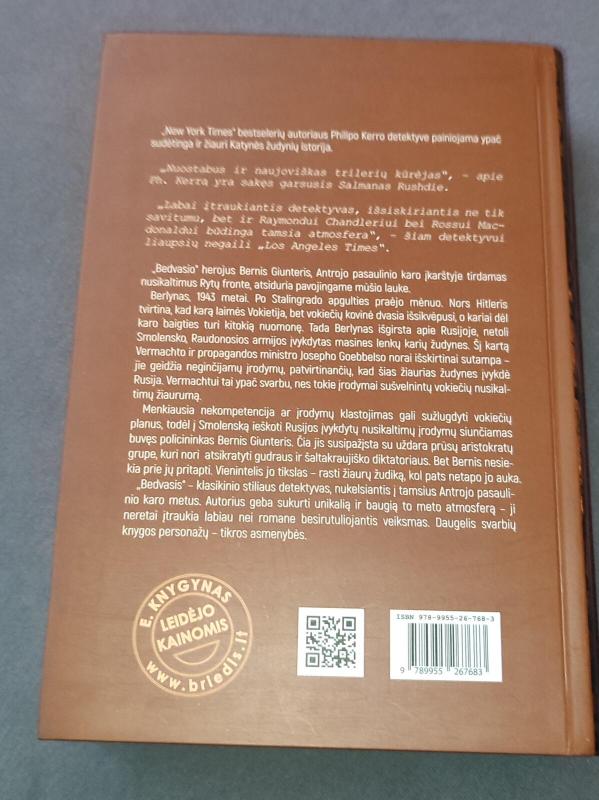 „New York Times“ bestselerių autoriaus Philipo Kerro detektyve painiojama ypač
sudėtinga ir žiauri Katynės žudynių istorija.
„Nuostabus ir naujoviškas trilerių kūrėjas“, – apie
Ph. Kerrą yra sakęs garsusis Salmanas Rushdie.
„Labai įtraukiantis detektyvas, išsiskiriantis ne tik
savitumu, bet ir Raymondui Chandleriui bei Rossui Mac-
donaldui būdinga tamsia atmosfera“, – šiam detektyvui
liaupsių negaili „Los Angeles Times“.
„Bedvasio“ herojus Bernis Giunteris, Antrojo pasaulinio karo įkarštyje tirdamas
nusikaltimus Rytų fronte, atsiduria pavojingame mūšio lauke.
Berlynas, 1943 metai. Po Stalingrado apgulties praėjo mėnuo. Nors Hitleris
tvirtina, kad karą laimės Vokietija, bet vokiečių kovinė dvasia išsikvėpusi, o kariai dėl
karo baigties turi kitokią nuomonę. Tada Berlynas išgirsta apie Rusijoje, netoli
Smolensko, Raudonosios armijos įvykdytas masines lenkų karių žudynes. Šį kartą
Vermachto ir propagandos ministro Josepho Goebbelso norai išskirtinai sutampa –
jie geidžia neginčijamų įrodymų, patvirtinančių, kad šias žiaurias žudynes įvykdė
Rusija. Vermachtui tai ypač svarbu, nes tokie įrodymai sušvelnintų vokiečių nusikal-
timų žiaurumą.
Menkiausia nekompetencija ar įrodymų klastojimas gali sužlugdyti vokiečių
planus, todėl į Smolenską ieškoti Rusijos įvykdytų nusikaltimų įrodymų siunčiamas
buvęs policininkas Bernis Giunteris. Čia jis susipažįsta su uždara prūsų aristokratų
grupe, kuri nori atsikratyti gudraus ir šaltakraujiško diktatoriaus. Bet Bernis nesie-
kia prie jų pritapti. Vienintelis jo tikslas – rasti žiaurų žudiką, kol pats netapo jo auka.
„Bedvasis“ – klasikinio stiliaus detektyvas, nukelsiantis į tamsius Antrojo pasauli-
nio karo metus. Autorius geba sukurti unikalią ir baugią to meto atmosferą – ji
neretai įtraukia labiau nei romane besirutuliojantis veiksmas. Daugelis svarbių
knygos personažų – tikros asmenybės.
E. KNYGYNAS
LEIDĖJO
KAINOMIS
www.briedis.lt
ISBN 978-9955-26-768-3
9 789955 267683